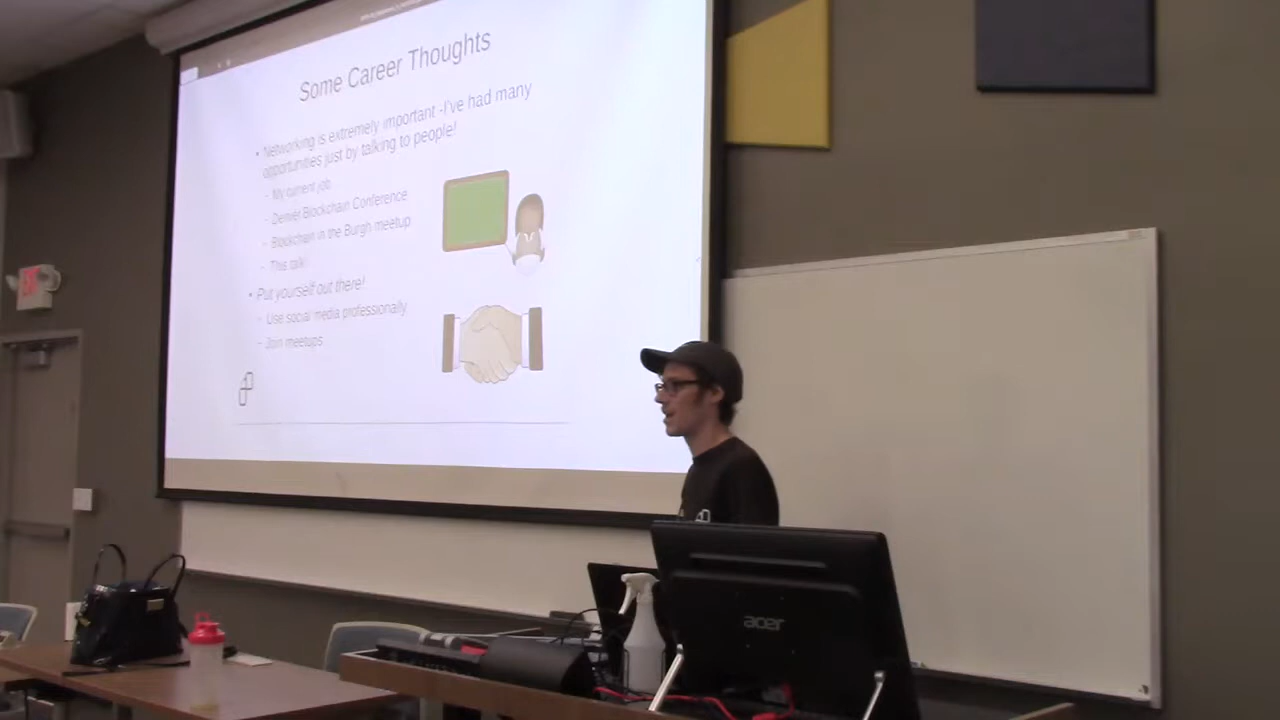 Some Career Thoughts
• Networking is extremely important -I've had many
opportunities just by talking to people!
- My current job
- Denver Blockchain Conference
- Blockchain in the Burgh meetup
- This talk
• Put yourself out there!
- Use social media professionally
- Join meetups
EXIT
acer